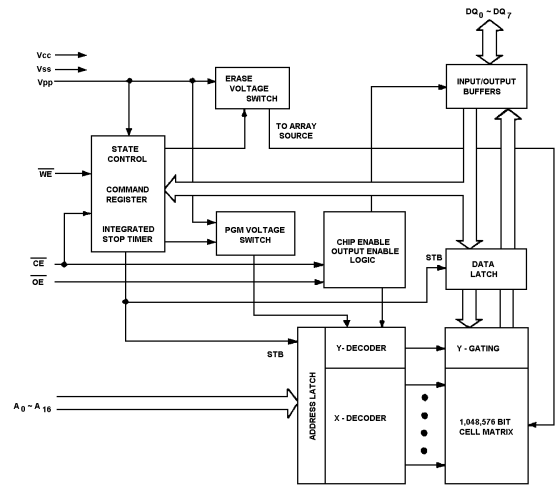 DQ0 ~ DQ7
Vcc
Vss
Vpp
ERASE
VOLTAGE
SWITCH
INPUT/OUTPUT
BUFFERS
TO ARRAY
SOURCE
STATE
CONTROL
COMMAND
REGISTER
INTEGRATED
STOP TIMER
WE
CE
OE
PGM VOLTAGE
SWITCH
CHIP ENABLE
OUTPUT ENABLE
LOGIC
STB
DATA
LATCH
STB
ADDRESS LATCH
Y- DECODER
Y - GATING
A0 ~ A16
X - DECODER
1,048,576 BIT
CELL MATRIX